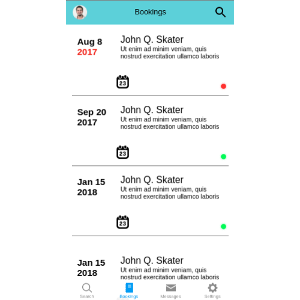 Bookings
Aug 8
2017
John Q. Skater
Ut enim ad minim veniam, quis
nostrud exercitation ullamco laboris
23
Sep 20
2017
John Q. Skater
Ut enim ad minim veniam, quis
nostrud exercitation ullamco laboris
23
Jan 15
2018
John Q. Skater
Ut enim ad minim veniam, quis
nostrud exercitation ullamco laboris
23
Jan 15
2018
John Q. Skater
Ut enim ad minim veniam, quis
nostrud exercitation ullamco laboris
Search
Bookings
Messages
Settings